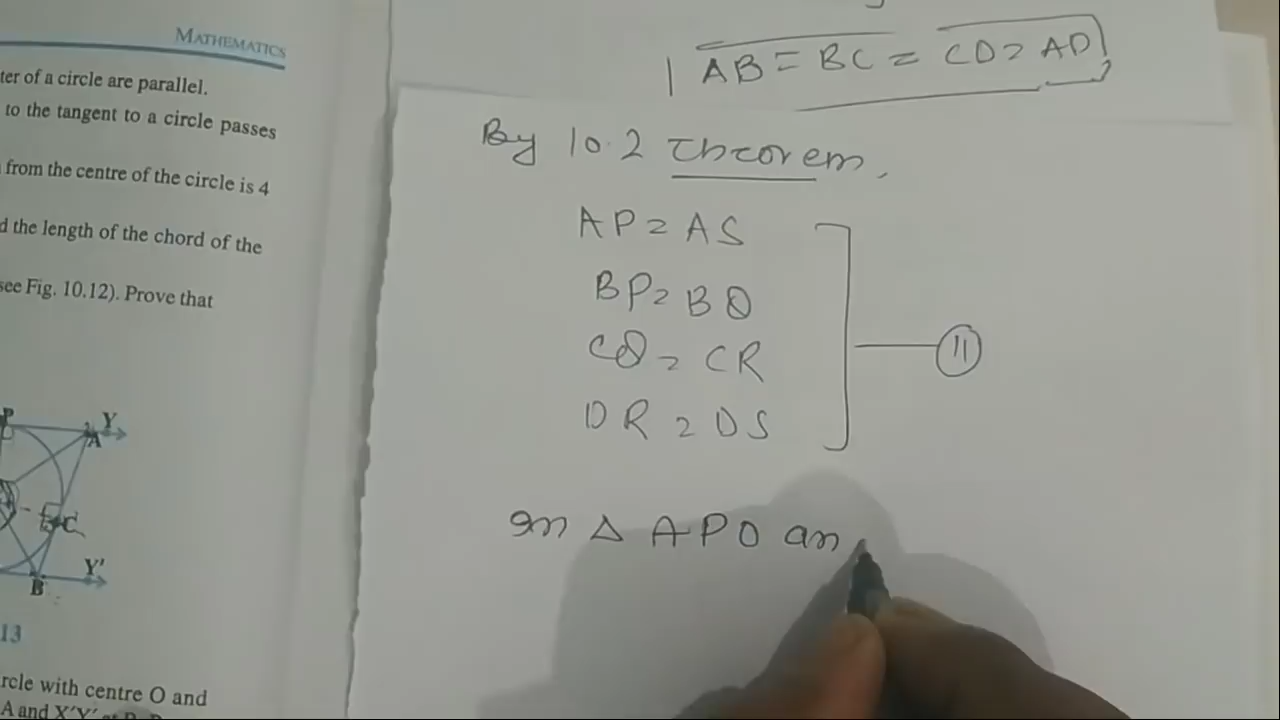 MATHEMATICS
ter of a circle are parallel.
to the tangent to a circle passes
from the centre of the circle is 4
d the length of the chord of the
see Fig. 10.12). Prove that
P
Y
A
C
Y'
B
13
rcle with centre O and
A and X'Y' at
AB = BC = CD = AD
By 10.2 theorem,
AP = AS
BP = BQ
CQ = CR
DR = DS
11
In △ APO an